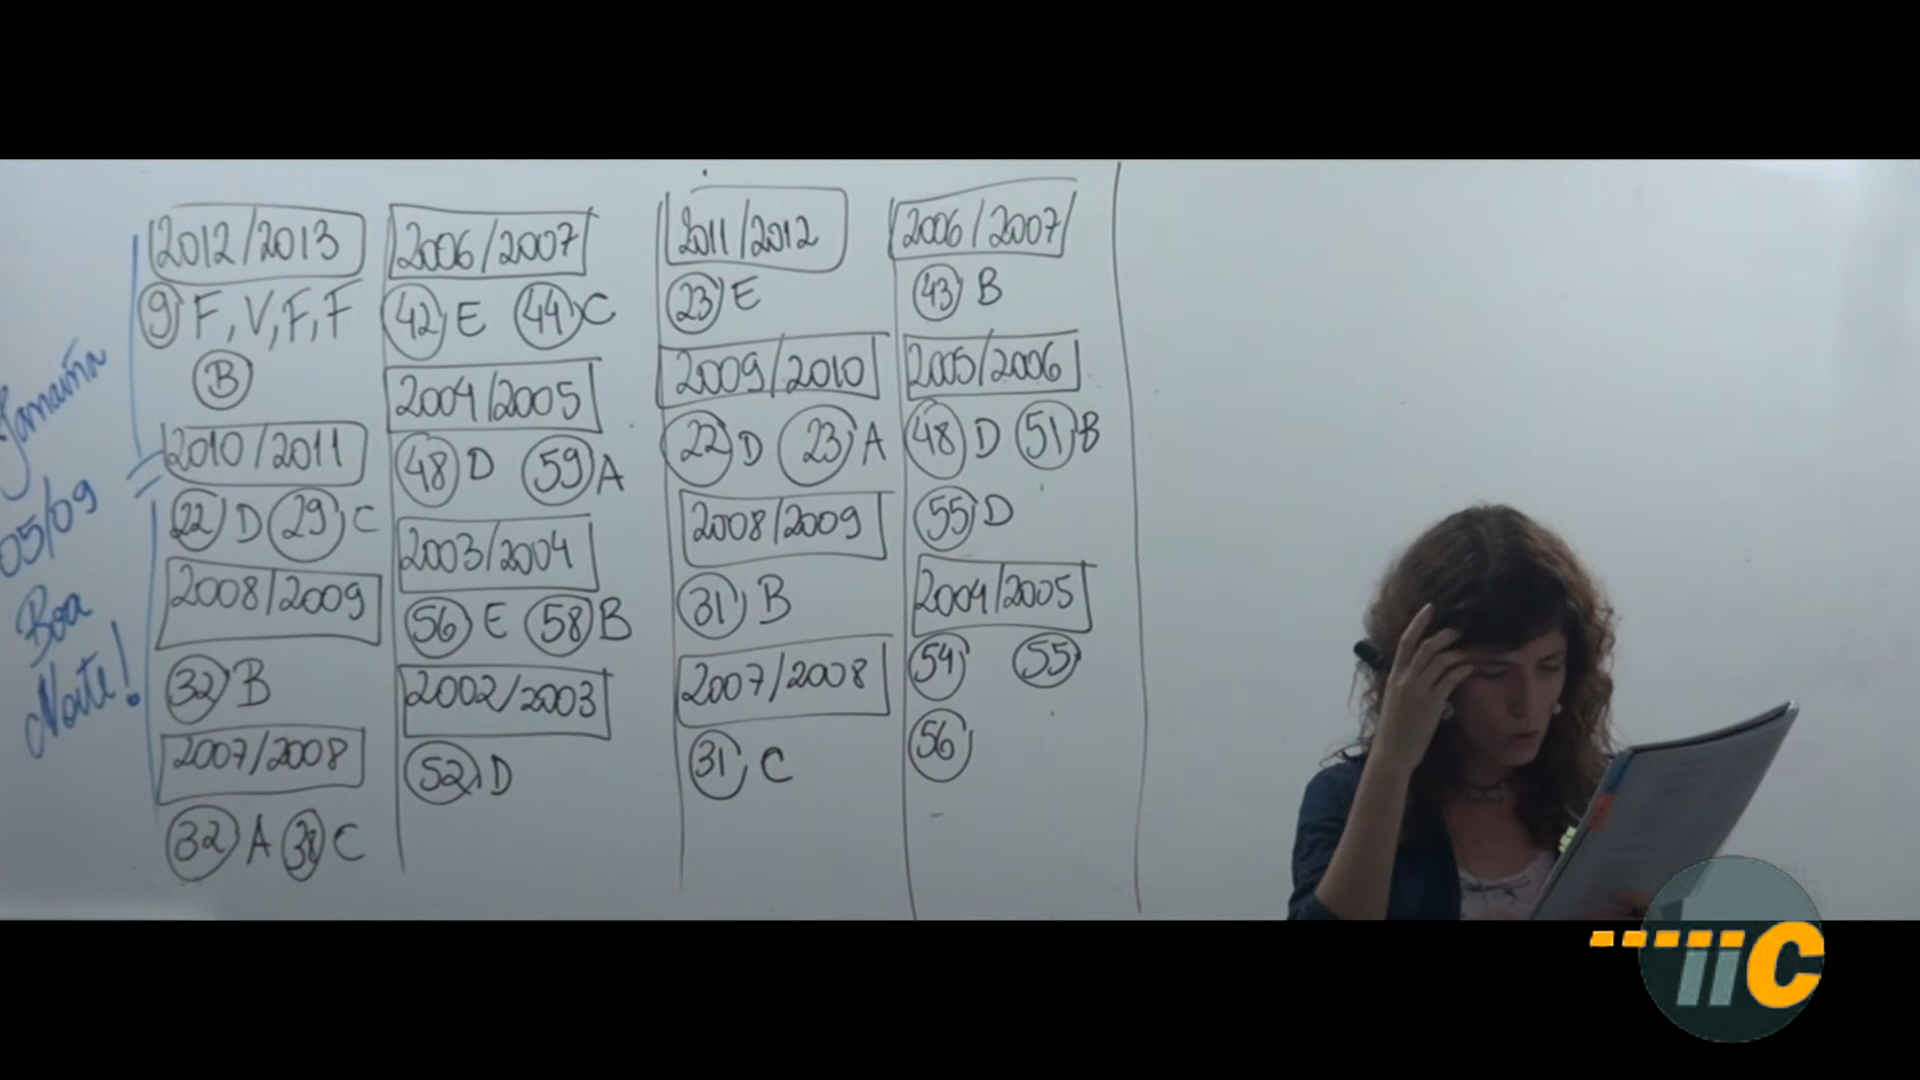 Janaína
05/09
Boa
Noite!
2012/2013
9 F, V, F, F
B
2010/2011
22 D 29 C
2008/2009
32 B
2007/2008
32 A 38 C
2006/2007
42 E 44 C
2004/2005
48 D 59 A
2003/2004
56 E 58 B
2002/2003
52 D
2011/2012
23 E
2009/2010
22 D 23 A
2008/2009
31 B
2007/2008
31 C
2006/2007
43 B
2005/2006
48 D 51 B
55 D
2004/2005
54 55
56
iiC